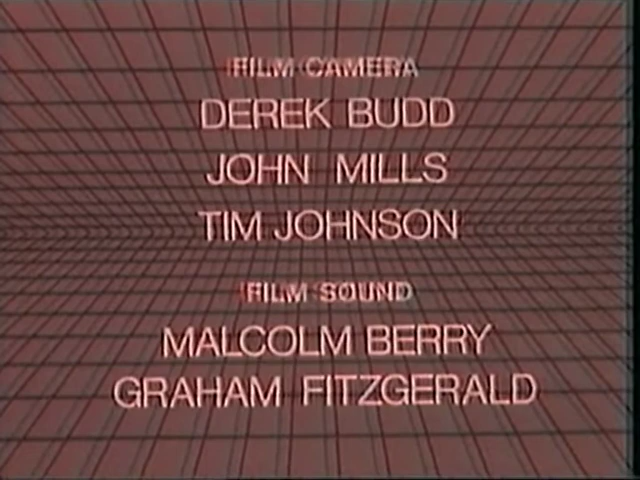 FILM CAMERA
DEREK BUDD
JOHN MILLS
TIM JOHNSON
FILM SOUND
MALCOLM BERRY
GRAHAM FITZGERALD